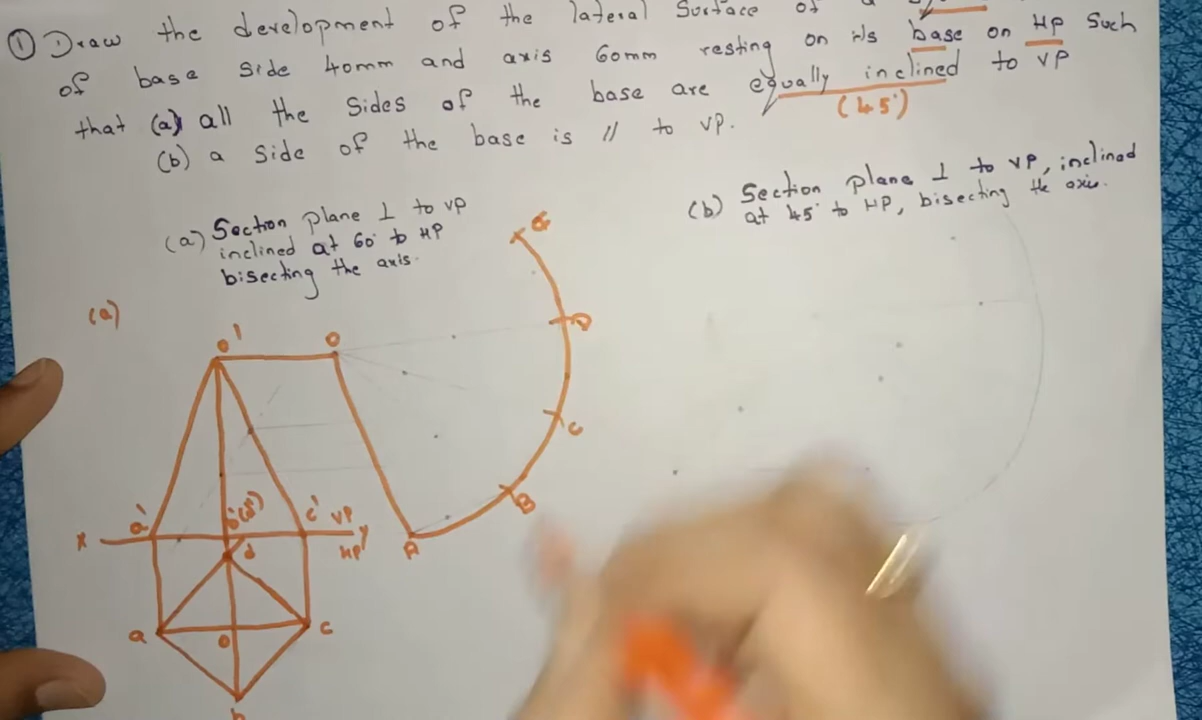 ① Draw the development of the lateral Surface of a
of base side 40mm and axis 60mm resting on its base on HP Such
that (a) all the Sides of the base are equally inclined to VP
(45°)
(b) a Side of the base is // to VP.
(a) Section plane ⊥ to VP
inclined at 60° to HP
bisecting the axis.
(b) Section plane ⊥ to VP, inclined
at 45° to HP, bisecting the axis.
(a)
o'
O
D
C
B
A
X
a'
b'(d')
c'
VP
HP
Y
d
a
o
c
b